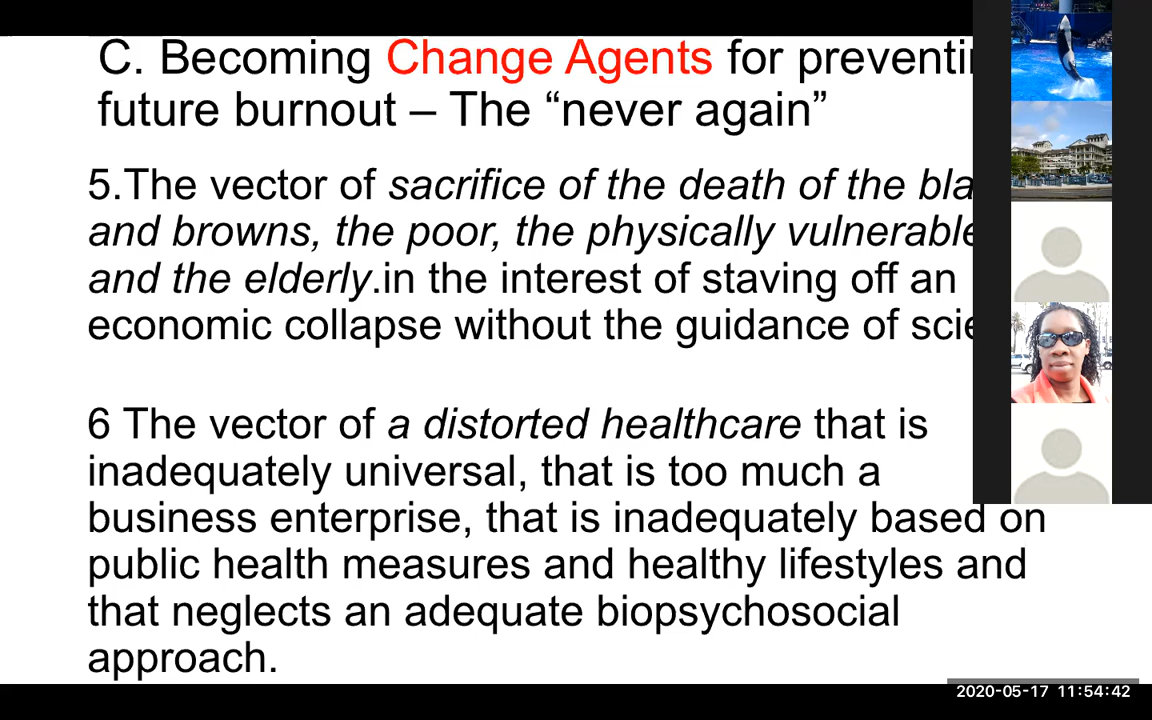 C. Becoming Change Agents for preventi
future burnout – The “never again”
5.The vector of sacrifice of the death of the bla
and browns, the poor, the physically vulnerable
and the elderly.in the interest of staving off an
economic collapse without the guidance of scie
6 The vector of a distorted healthcare that is
inadequately universal, that is too much a
business enterprise, that is inadequately based on
public health measures and healthy lifestyles and
that neglects an adequate biopsychosocial
approach.
2020-05-17 11:54:42